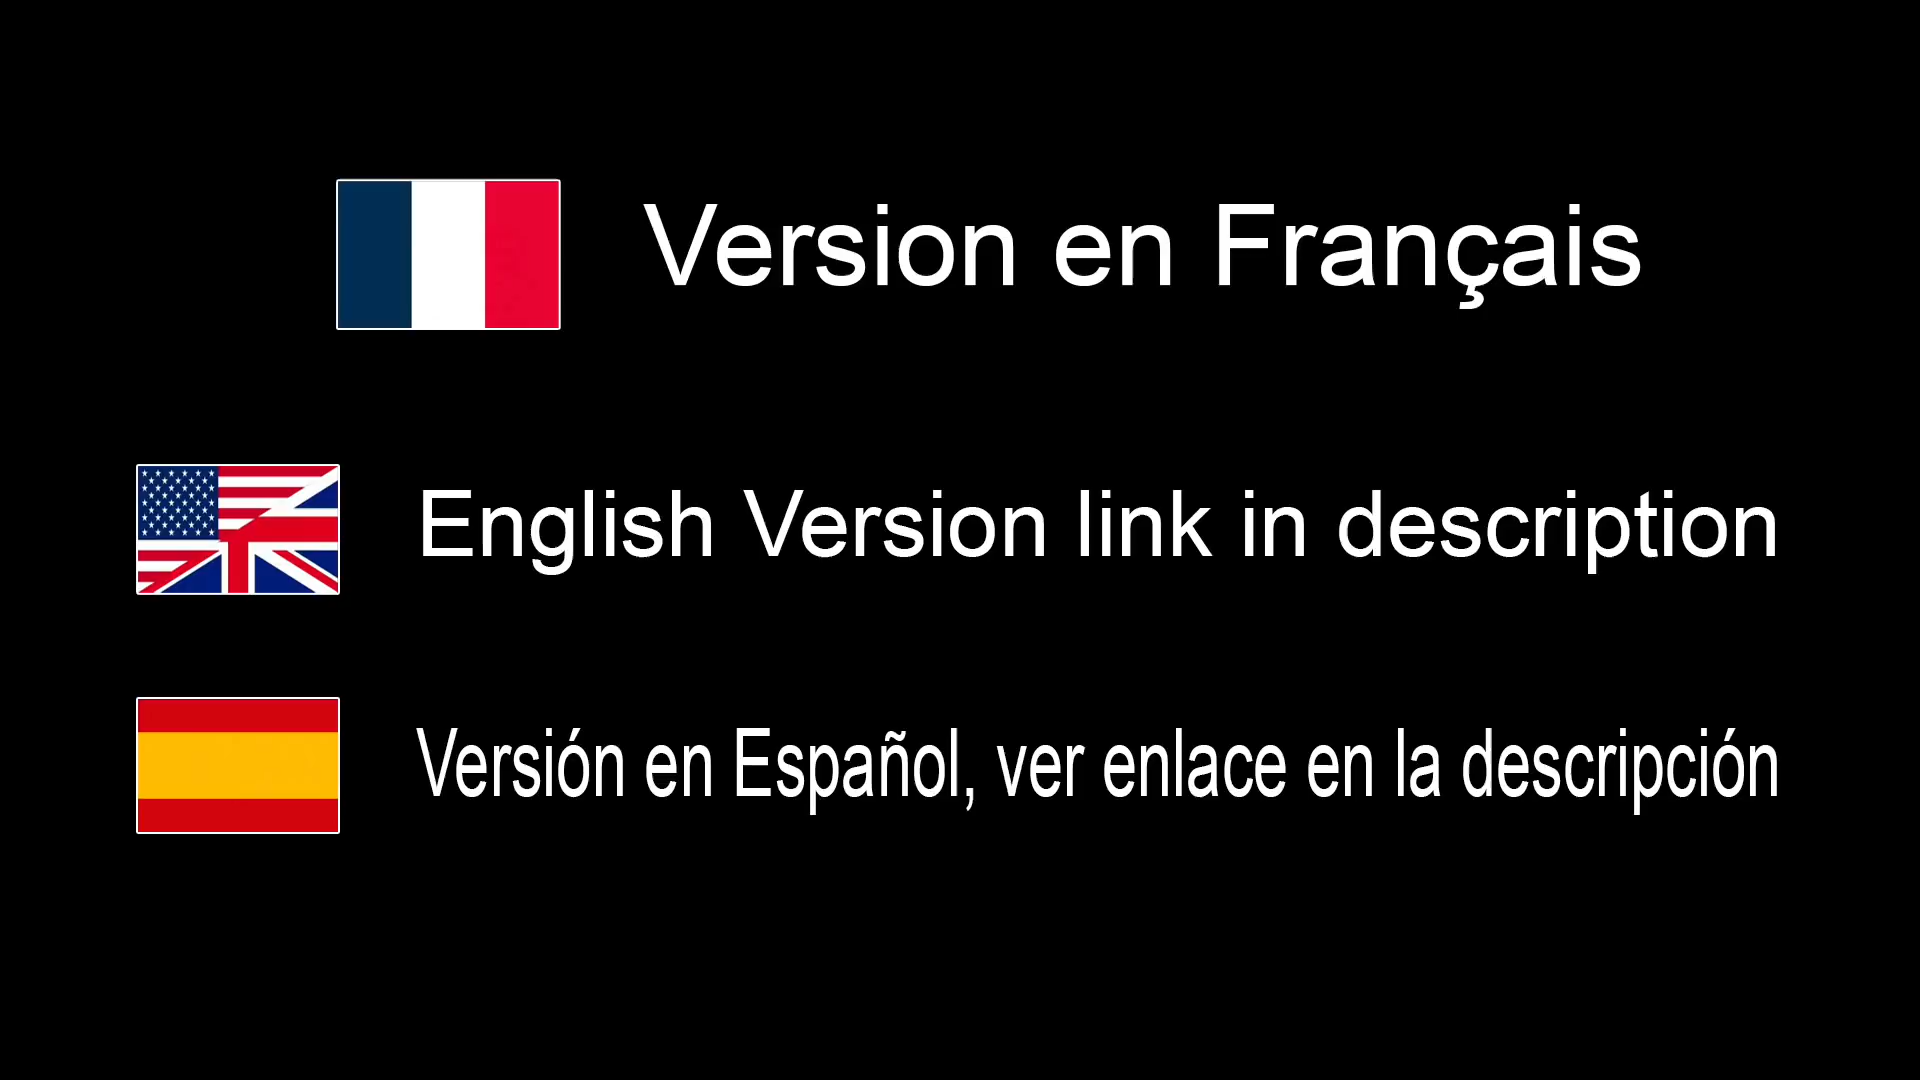 Version en Français
English Version link in description
Versión en Español, ver enlace en la descripción